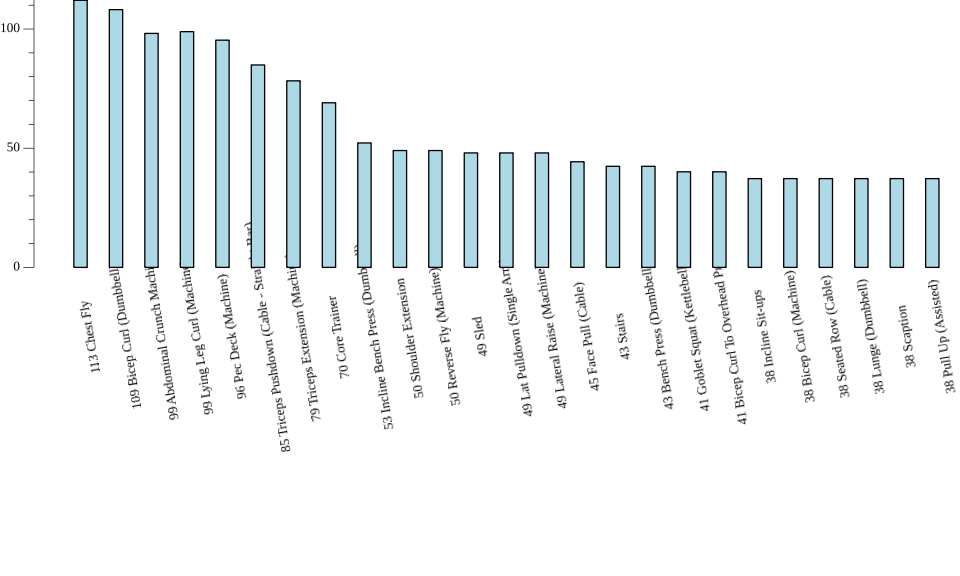 100
50
0
113 Chest Fly
109 Bicep Curl (Dumbbell
99 Abdominal Crunch Machi
99 Lying Leg Curl (Machine
96 Pec Deck (Machine)
85 Triceps Pushdown (Cable - Stra Bar)
79 Triceps Extension (Machin
70 Core Trainer
53 Incline Bench Press (Dumb ll)
50 Shoulder Extension
50 Reverse Fly (Machine)
49 Sled
49 Lat Pulldown (Single Arm
49 Lateral Raise (Machine
45 Face Pull (Cable)
43 Stairs
43 Bench Press (Dumbbell
41 Goblet Squat (Kettlebell
41 Bicep Curl To Overhead Pr
38 Incline Sit-ups
38 Bicep Curl (Machine)
38 Seated Row (Cable)
38 Lunge (Dumbbell)
38 Scaption
38 Pull Up (Assisted)